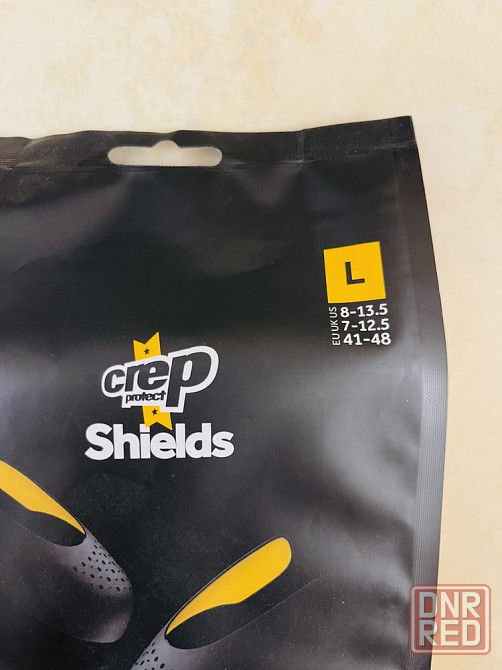 L
US 8-13.5
UK 7-12.5
EU 41-48
crep
protect
Shields
DNR
RED